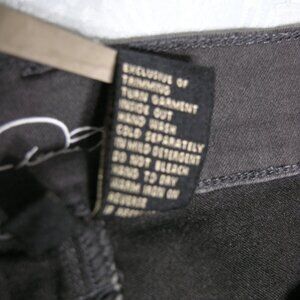 EXCLUSIVE OF
TRIMMING
TURN GARMENT
INSIDE OUT
HAND WASH
COLD SEPARATELY
IN MILD DETERGENT
DO NOT BLEACH
HANG TO DRY
WARM IRON ON
REVERSE
IF